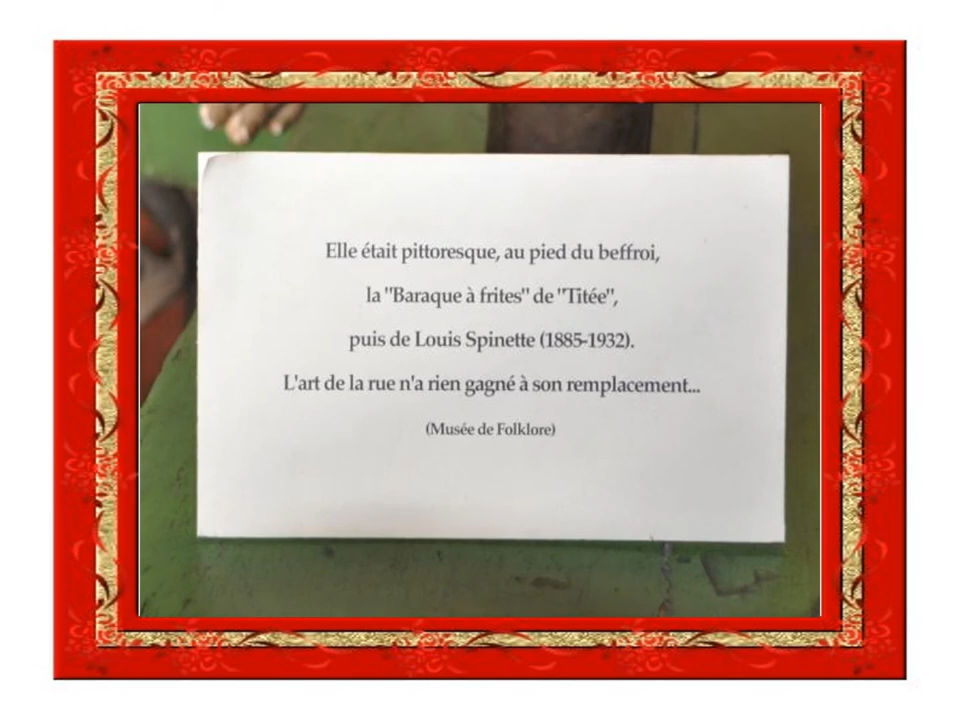 Elle était pittoresque, au pied du beffroi,
la "Baraque à frites" de "Titée",
puis de Louis Spinette (1885-1932).
L'art de la rue n'a rien gagné à son remplacement...
(Musée de Folklore)